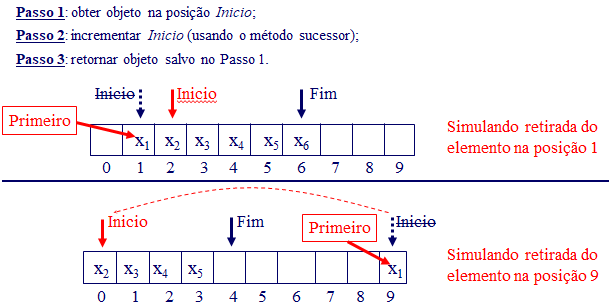 Passo 1: obter objeto na posição Inicio;
Passo 2: incrementar Inicio (usando o método sucessor);
Passo 3: retornar objeto salvo no Passo 1.
Inicio Inicio Fim
Primeiro
x1 x2 x3 x4 x5 x6
0 1 2 3 4 5 6 7 8 9
Simulando retirada do
elemento na posição 1
Inicio Fim Primeiro Inicio
x2 x3 x4 x5 x1
0 1 2 3 4 5 6 7 8 9
Simulando retirada do
elemento na posição 9